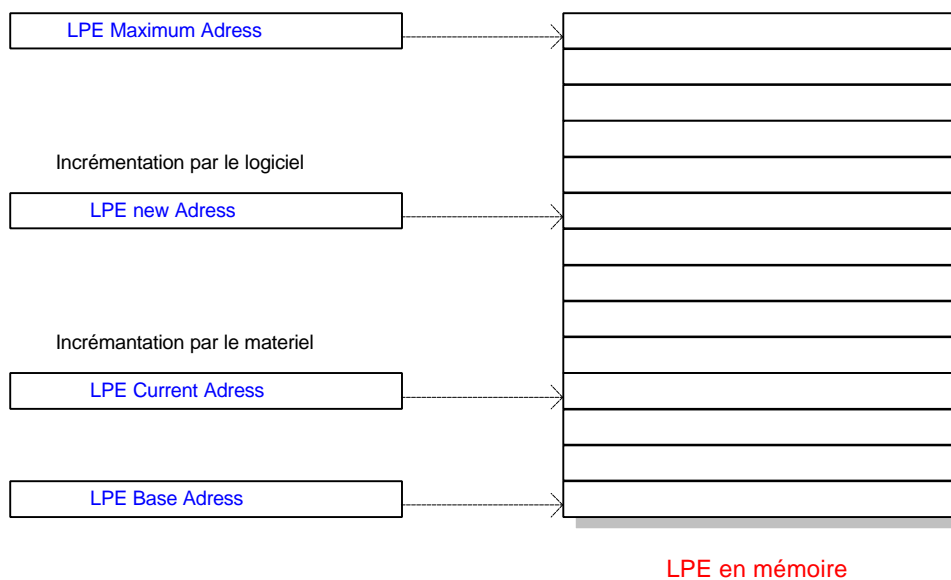 LPE Maximum Adress
Incrémentation par le logiciel
LPE new Adress
Incrémantation par le materiel
LPE Current Adress
LPE Base Adress
LPE en mémoire